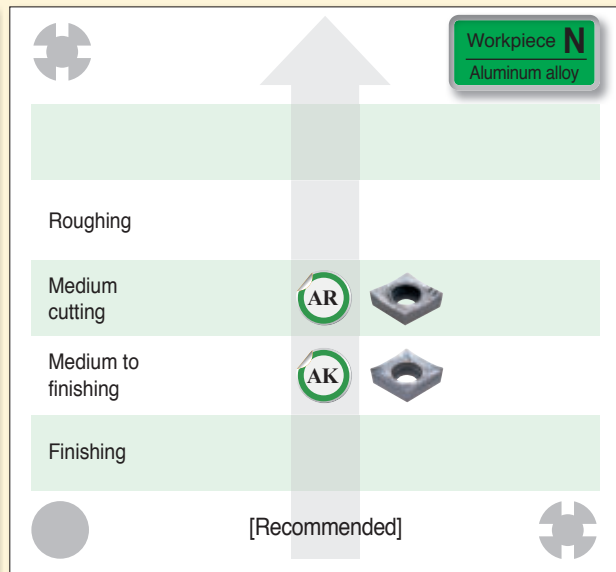 Workpiece N
Aluminum alloy
Roughing
Medium
cutting
AR
Medium to
finishing
AK
Finishing
[Recommended]